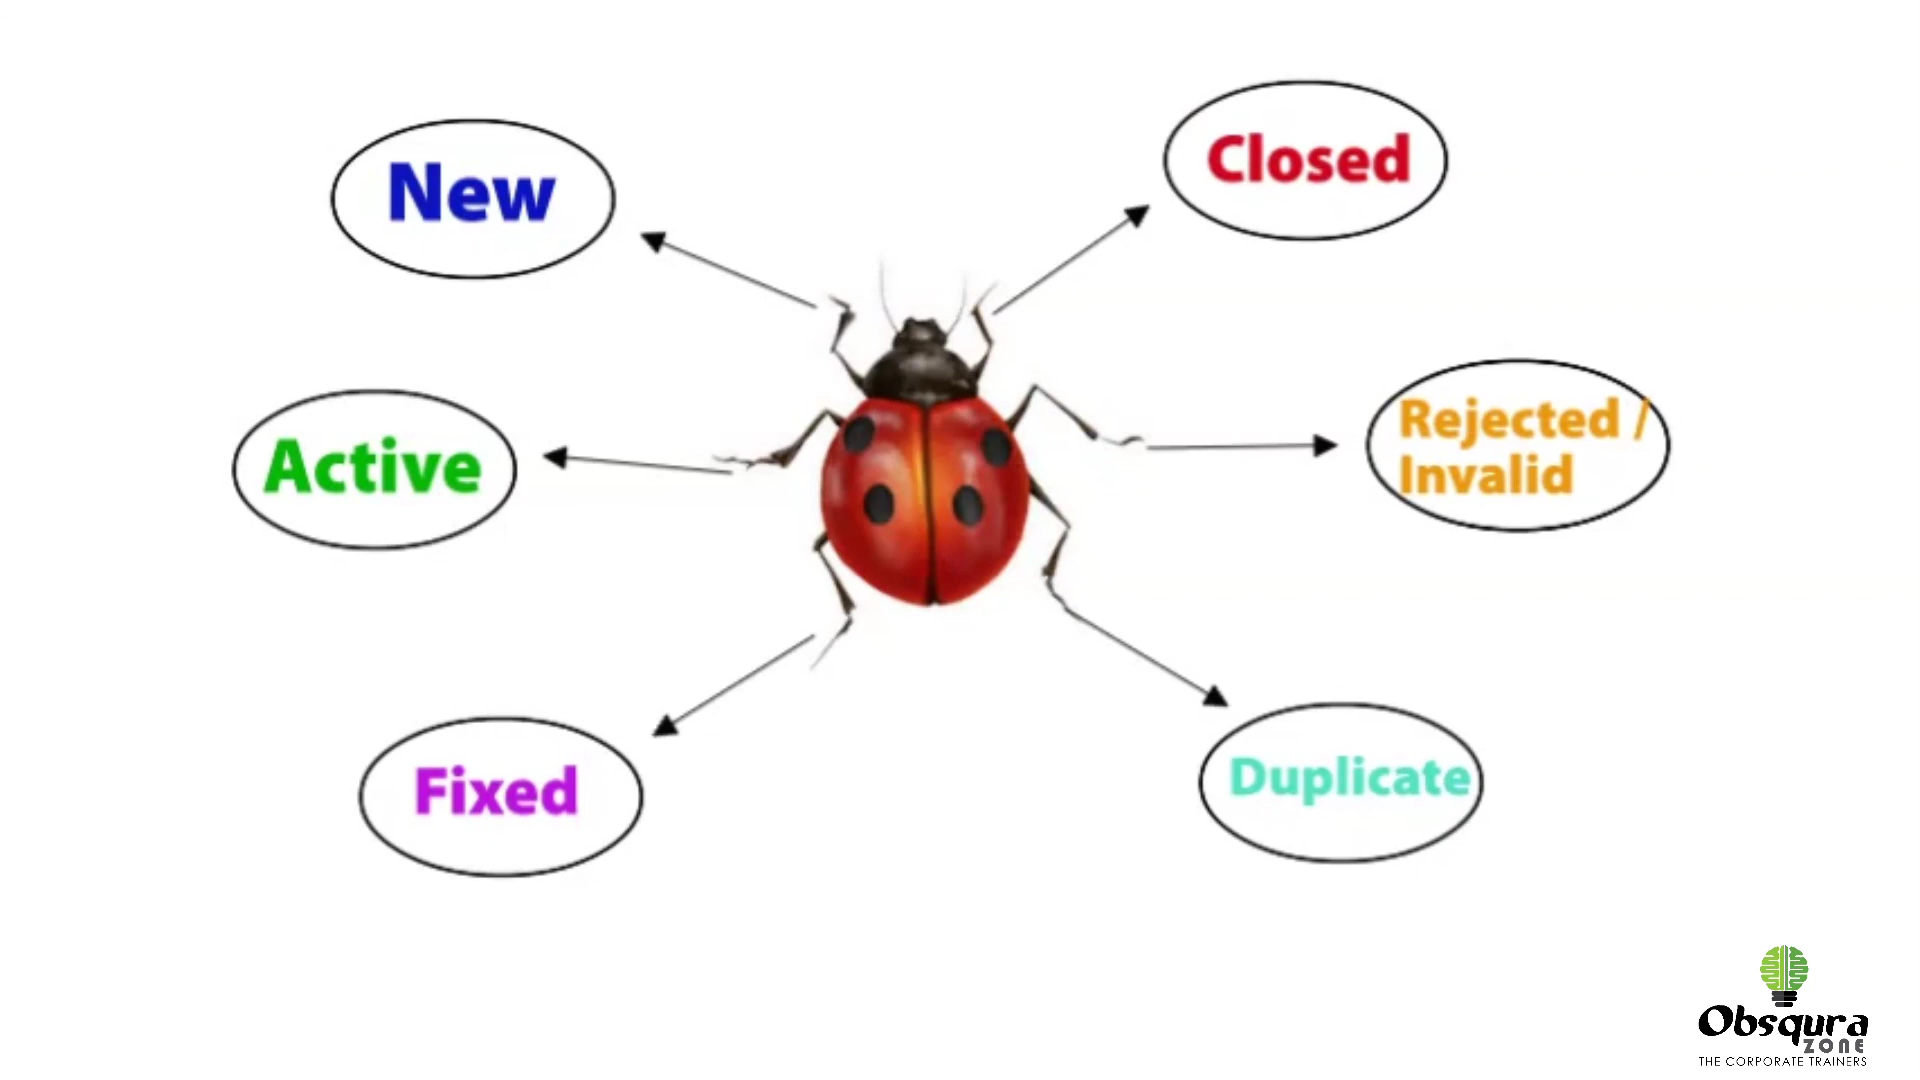 New
Closed
Active
Rejected /
Invalid
Fixed
Duplicate
Obsqura
ZONE
THE CORPORATE TRAINERS